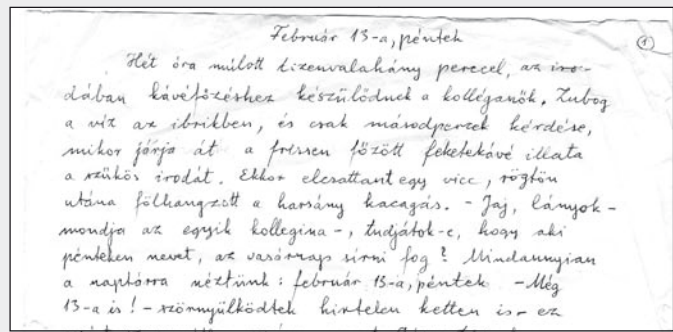 Február 13-a, péntek
1
Hét óra múlott tizenvalahány perccel, az iro-
dában kávéfőzéshez készülődnek a kolléganők. Zubog
a víz az ibrikben, és csak másodpercek kérdése,
mikor járja át a frissen főzött feketekávé illata
a szűkös irodát. Ekkor elcsattant egy vicc, rögtön
utána fölhangzott a harsány kacagás. - Jaj, lányok -
mondja az egyik kollegina -, tudjátok-e, hogy aki
pénteken nevet, az vasárnap sírni fog? Mindannyian
a naptárra néztünk: február 13-a, péntek. - Még
13-a is! - szörnyülködtek hirtelen ketten is - ez